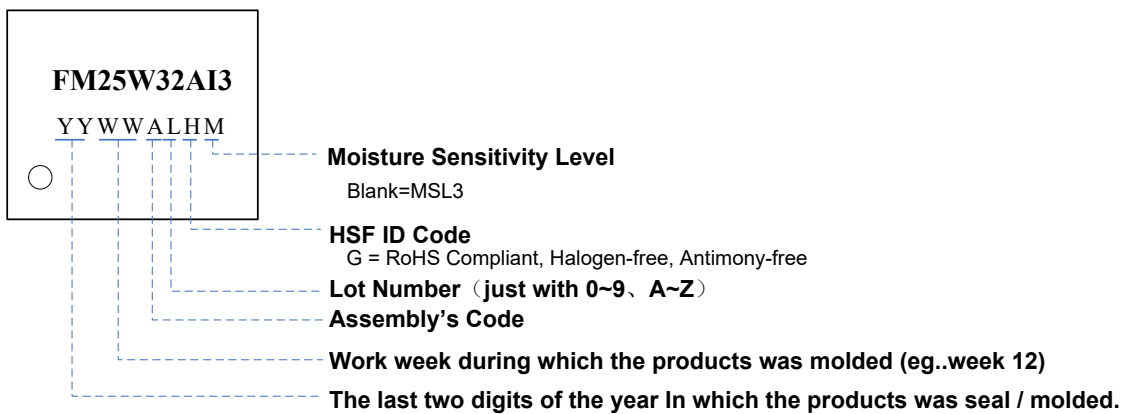 FM25W32AI3
YYWWALHM
Moisture Sensitivity Level
Blank=MSL3
HSF ID Code
G = RoHS Compliant, Halogen-free, Antimony-free
Lot Number（just with 0~9、A~Z）
Assembly’s Code
Work week during which the products was molded (eg..week 12)
The last two digits of the year In which the products was seal / molded.